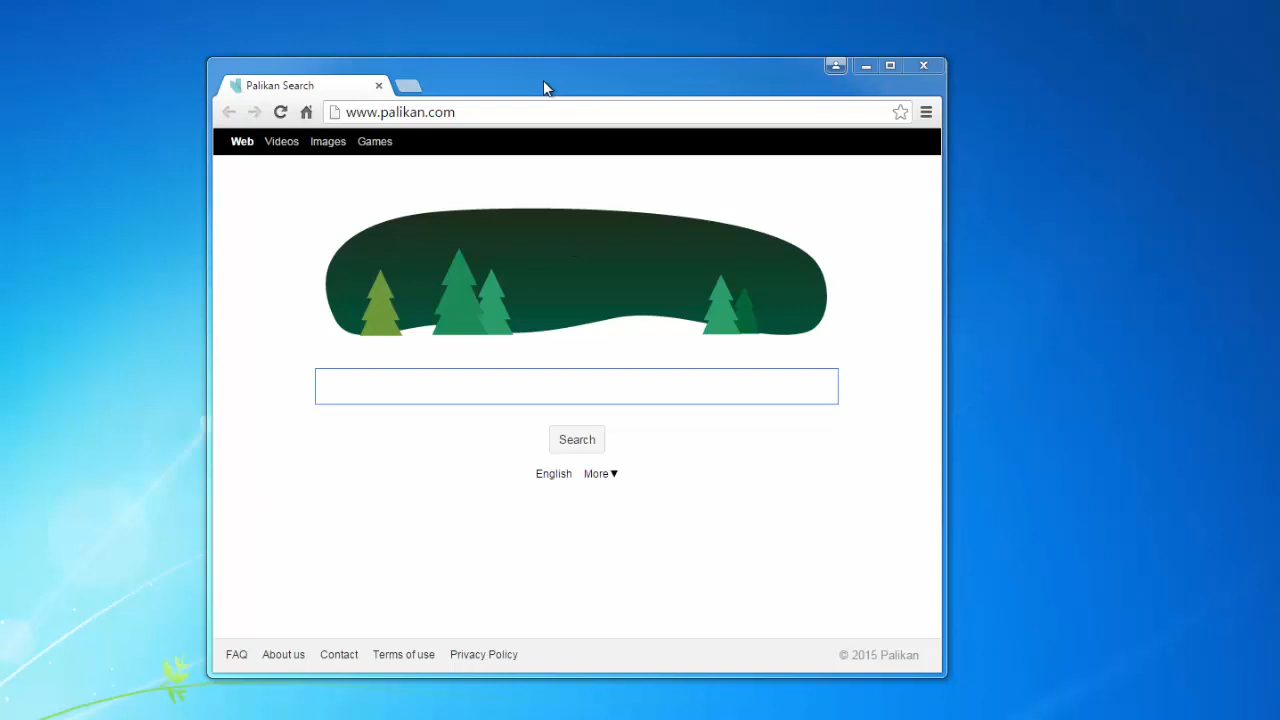 Palikan Search
www.palikan.com
Web Videos Images Games
Search
English More▼
FAQ About us Contact Terms of use Privacy Policy © 2015 Palikan